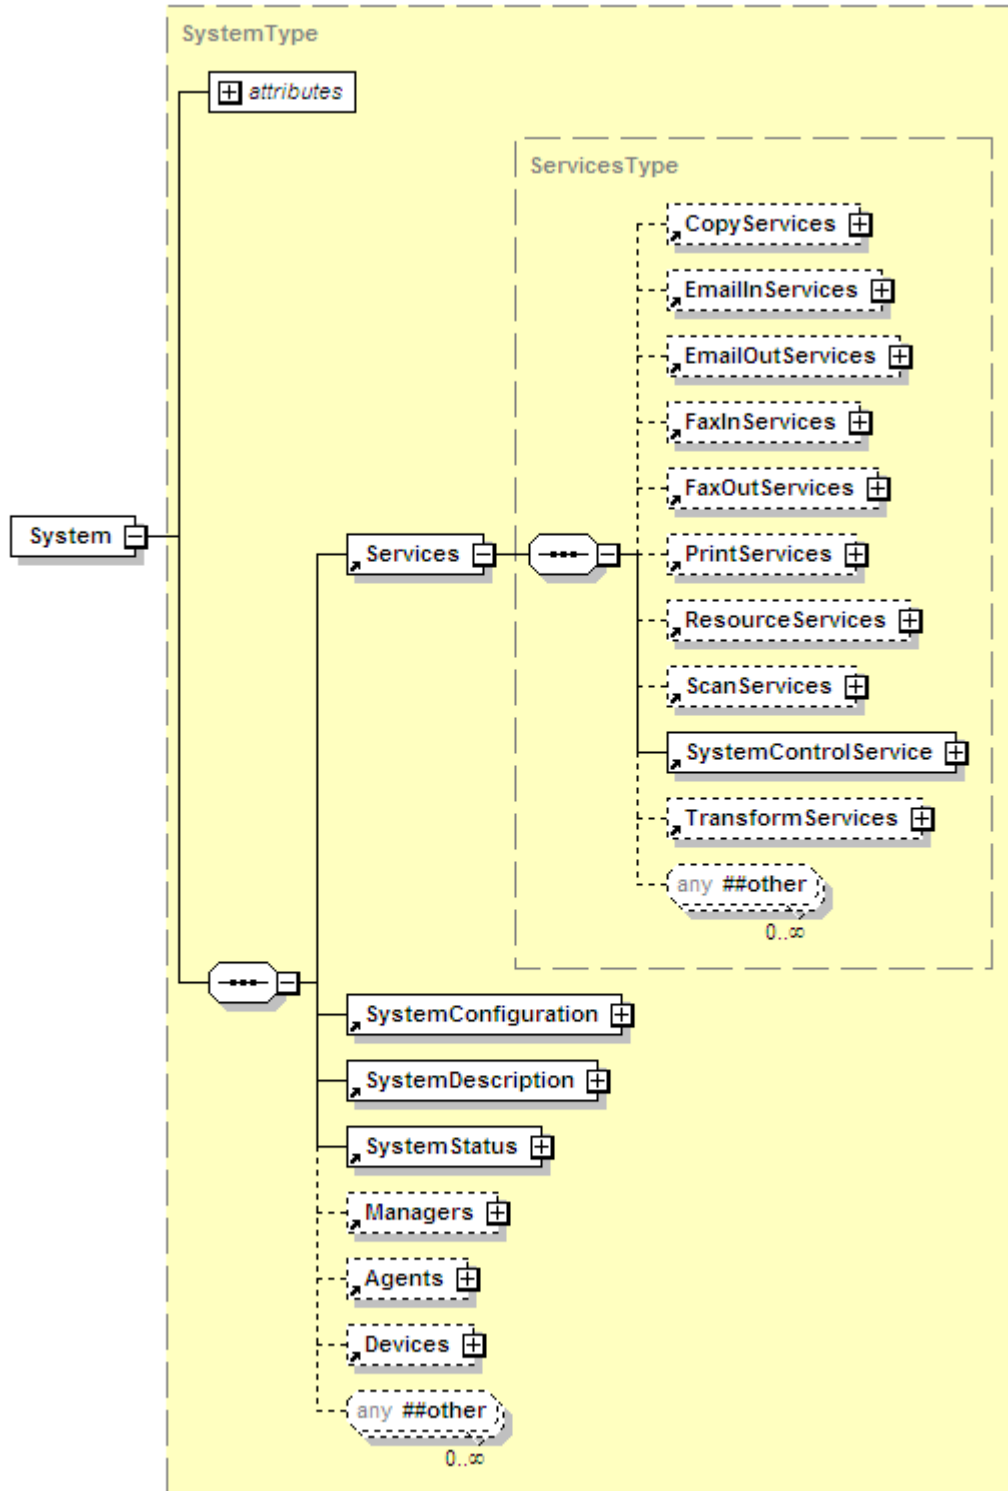 SystemType
attributes
ServicesType
CopyServices
EmailInServices
EmailOutServices
FaxInServices
FaxOutServices
System
Services
PrintServices
ResourceServices
ScanServices
SystemControlService
TransformServices
any ##other
0..∞
SystemConfiguration
SystemDescription
SystemStatus
Managers
Agents
Devices
any ##other
0..∞